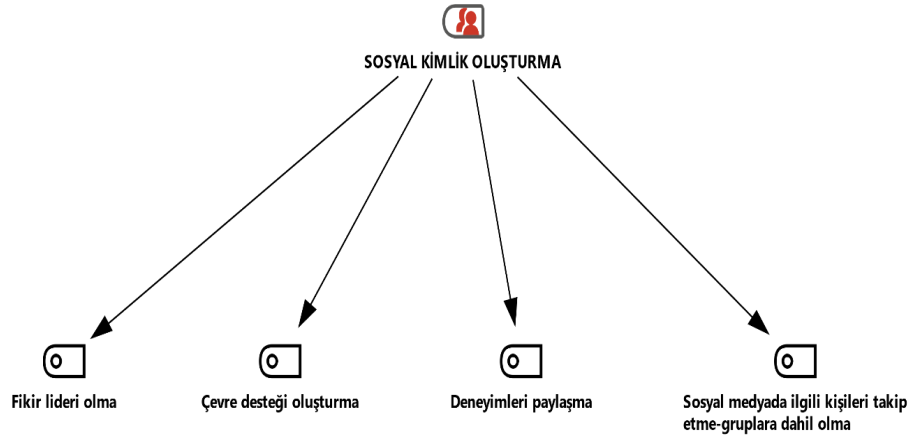 SOSYAL KİMLİK OLUŞTURMA
Fikir lideri olma
Çevre desteği oluşturma
Deneyimleri paylaşma
Sosyal medyada ilgili kişileri takip
etme-gruplara dahil olma